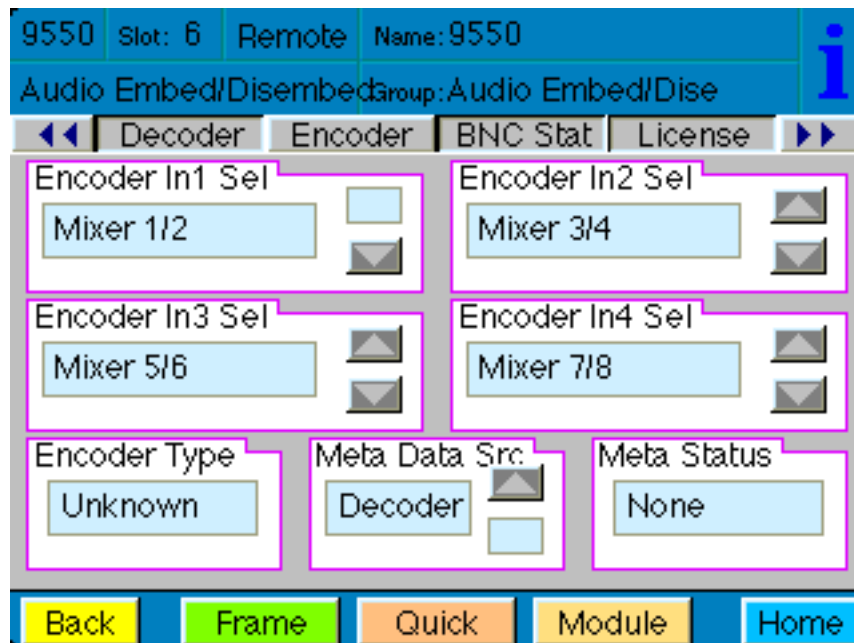 9550 Slot: 6 Remote Name: 9550
Audio Embed/Disembed Group: Audio Embed/Dise
Decoder Encoder BNC Stat License
Encoder In1 Sel Encoder In2 Sel
Mixer 1/2 Mixer 3/4
Encoder In3 Sel Encoder In4 Sel
Mixer 5/6 Mixer 7/8
Encoder Type Meta Data Src Meta Status
Unknown Decoder None
Back Frame Quick Module Home